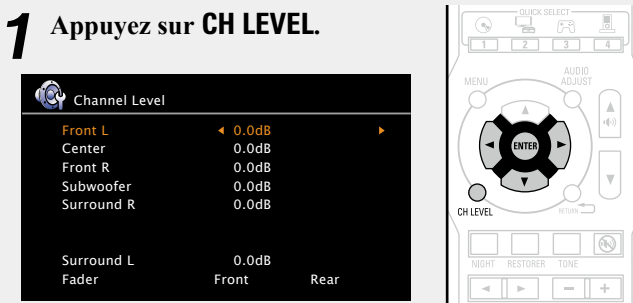 1 Appuyez sur CH LEVEL.
Channel Level
Front L 0.0dB
Center 0.0dB
Front R 0.0dB
Subwoofer 0.0dB
Surround R 0.0dB
Surround L 0.0dB
Fader Front Rear
QUICK SELECT
1 2 3 4
MENU AUDIO ADJUST
ENTER
CH LEVEL RETURN
NIGHT RESTORER TONE
− +